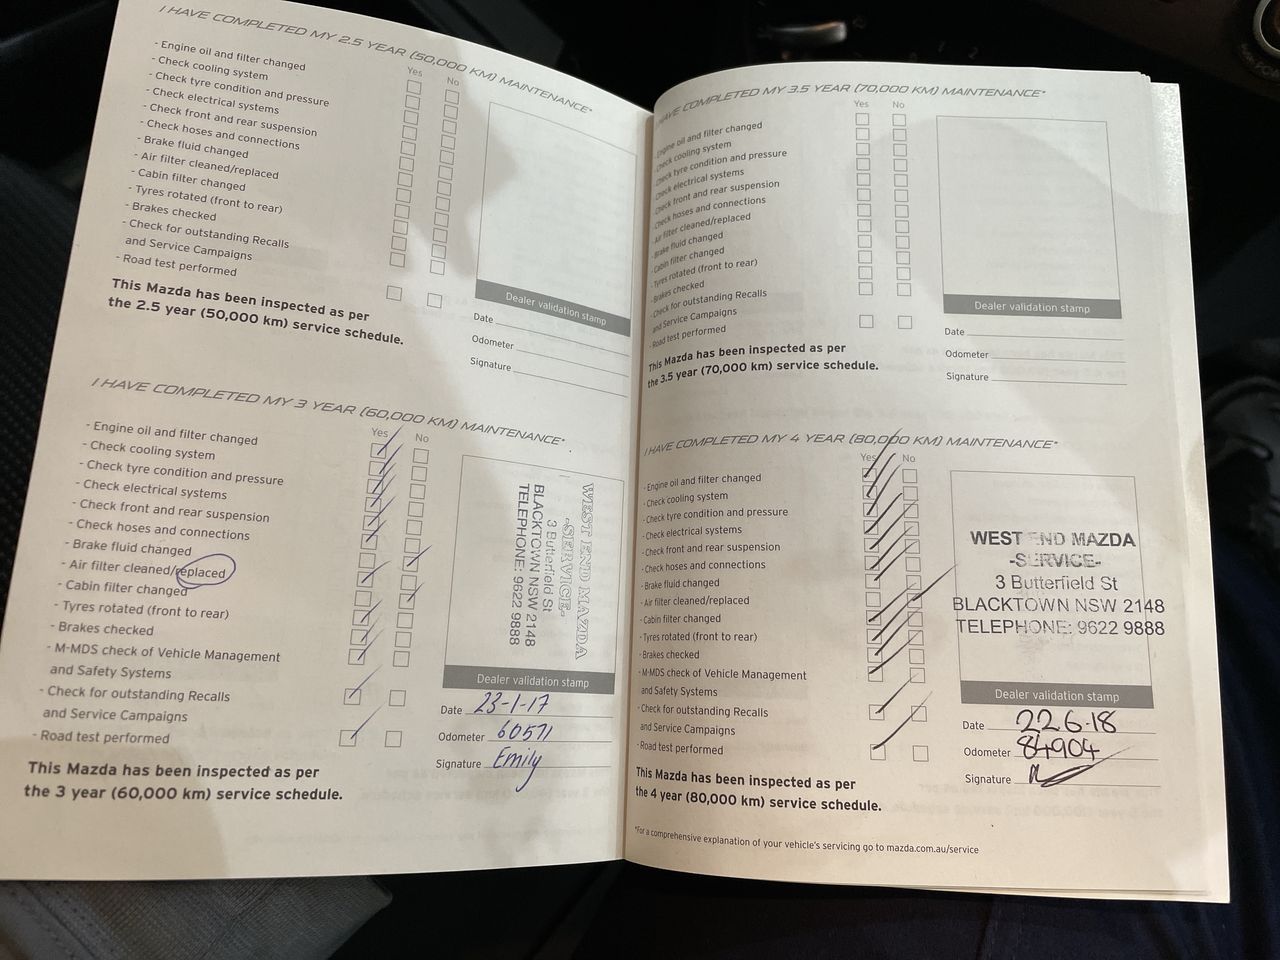 I HAVE COMPLETED MY 2.5 YEAR (50,000 KM) MAINTENANCE*
Yes No
- Engine oil and filter changed
- Check cooling system
- Check tyre condition and pressure
- Check electrical systems
- Check front and rear suspension
- Check hoses and connections
- Brake fluid changed
- Air filter cleaned/replaced
- Cabin filter changed
- Tyres rotated (front to rear)
- Brakes checked
- Check for outstanding Recalls
and Service Campaigns
- Road test performed
This Mazda has been inspected as per
the 2.5 year (50,000 km) service schedule.
Dealer validation stamp
Date
Odometer
Signature
I HAVE COMPLETED MY 3 YEAR (60,000 KM) MAINTENANCE*
Yes No
- Engine oil and filter changed
- Check cooling system
- Check tyre condition and pressure
- Check electrical systems
- Check front and rear suspension
- Check hoses and connections
- Brake fluid changed
- Air filter cleaned/replaced
- Cabin filter changed
- Tyres rotated (front to rear)
- Brakes checked
- M-MDS check of Vehicle Management
and Safety Systems
- Check for outstanding Recalls
and Service Campaigns
- Road test performed
This Mazda has been inspected as per
the 3 year (60,000 km) service schedule.
WEST END MAZDA
-SERVICE-
3 Butterfield St
BLACKTOWN NSW 2148
TELEPHONE: 9622 9888
Dealer validation stamp
Date 23-1-17
Odometer 60571
Signature Emily
I HAVE COMPLETED MY 3.5 YEAR (70,000 KM) MAINTENANCE*
Yes No
- Engine oil and filter changed
- Check cooling system
- Check tyre condition and pressure
- Check electrical systems
- Check front and rear suspension
- Check hoses and connections
- Air filter cleaned/replaced
- Brake fluid changed
- Cabin filter changed
- Tyres rotated (front to rear)
- Brakes checked
- Check for outstanding Recalls
and Service Campaigns
- Road test performed
This Mazda has been inspected as per
the 3.5 year (70,000 km) service schedule.
Dealer validation stamp
Date
Odometer
Signature
I HAVE COMPLETED MY 4 YEAR (80,000 KM) MAINTENANCE*
Yes No
- Engine oil and filter changed
- Check cooling system
- Check tyre condition and pressure
- Check electrical systems
- Check front and rear suspension
- Check hoses and connections
- Brake fluid changed
- Air filter cleaned/replaced
- Cabin filter changed
- Tyres rotated (front to rear)
- Brakes checked
- M-MDS check of Vehicle Management
and Safety Systems
- Check for outstanding Recalls
and Service Campaigns
- Road test performed
This Mazda has been inspected as per
the 4 year (80,000 km) service schedule.
WEST END MAZDA
-SERVICE-
3 Butterfield St
BLACKTOWN NSW 2148
TELEPHONE: 9622 9888
Dealer validation stamp
Date 22-6-18
Odometer 84904
Signature
*For a comprehensive explanation of your vehicle's servicing go to mazda.com.au/service